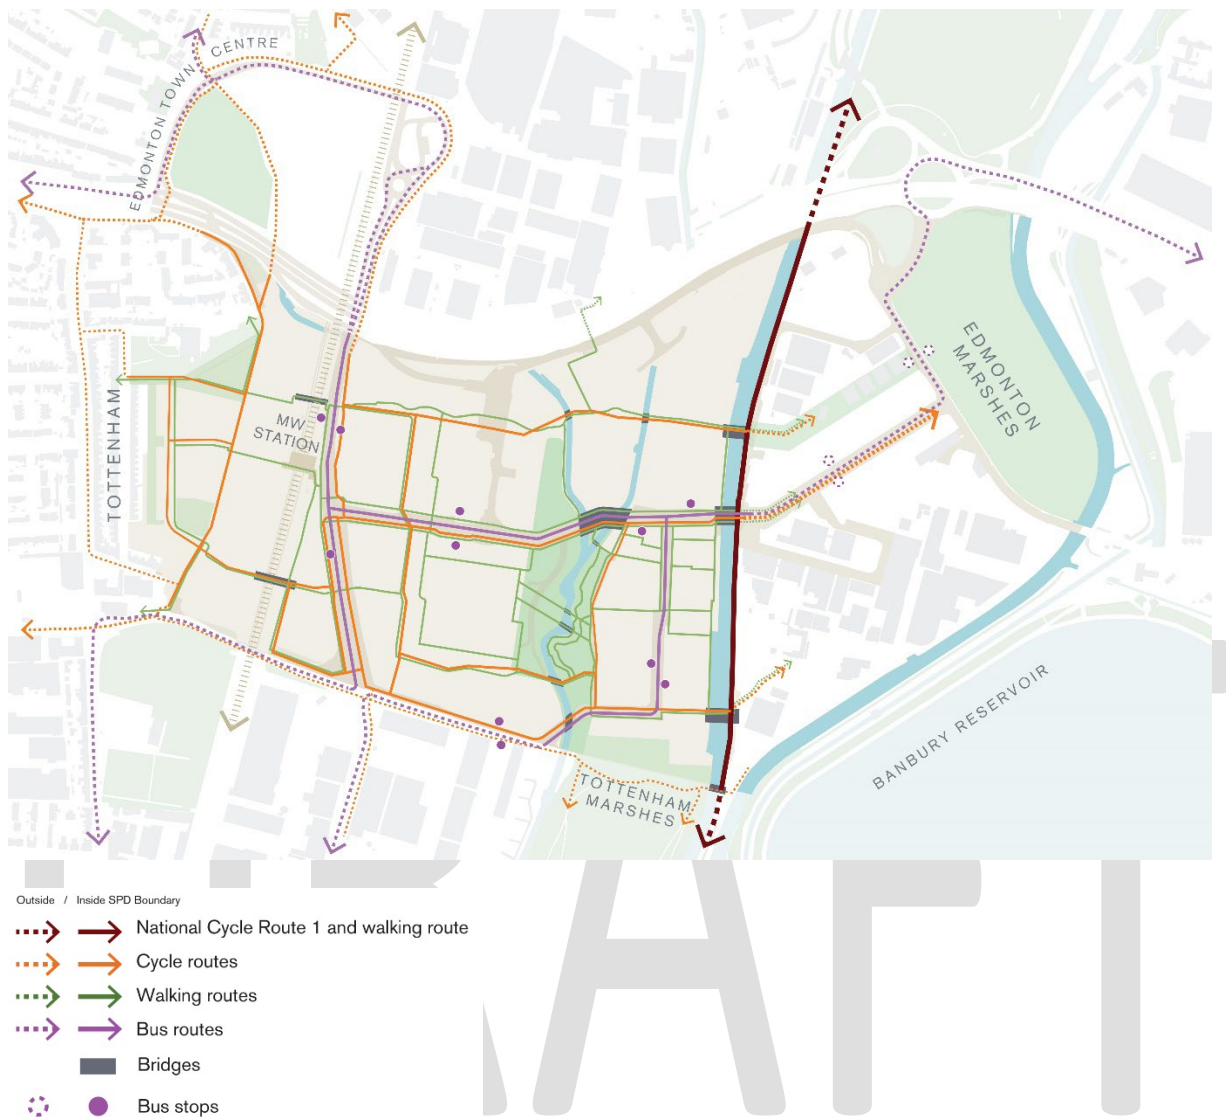 EDMONTON TOWN CENTRE
EDMONTON
MARSHES
TOTTENHAM
MW
STATION
BANBURY RESERVOIR
TOTTENHAM
MARSHES
Outside / Inside SPD Boundary
National Cycle Route 1 and walking route
Cycle routes
Walking routes
Bus routes
Bridges
Bus stops
DRAFT